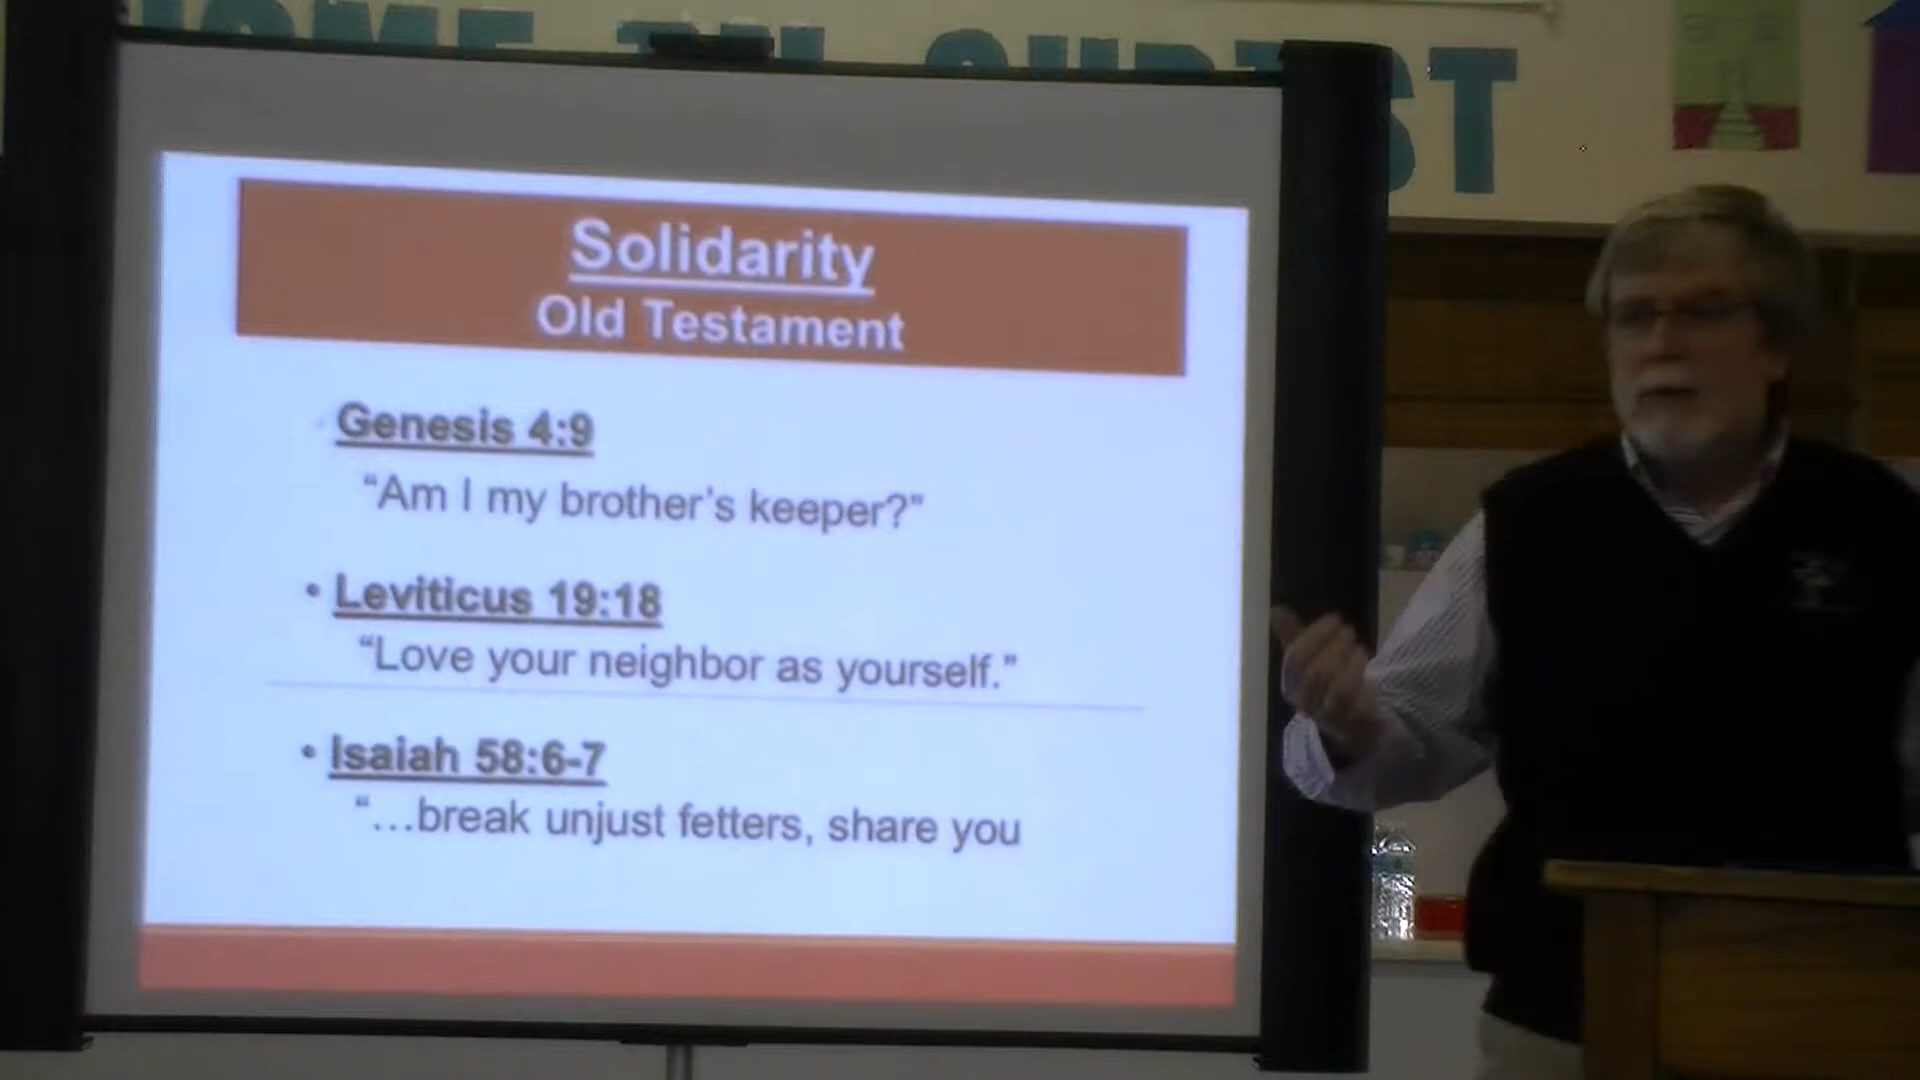 Solidarity
Old Testament
Genesis 4:9
“Am I my brother’s keeper?”
• Leviticus 19:18
“Love your neighbor as yourself.”
• Isaiah 58:6-7
“…break unjust fetters, share you